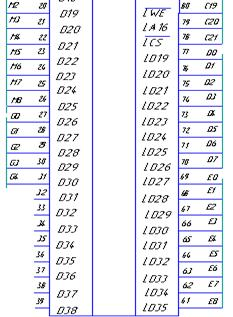 M2 20 D18 80 C19
M3 21 D19 LWE 79 C20
M4 22 D20 LA16 78 C21
M5 23 D21 LCS 77 D0
M6 24 D22 LD19 76 D1
M7 25 D23 LD20 75 D2
M8 26 D24 LD21 74 D3
G0 27 D25 LD22 73 D4
G1 28 D26 LD23 72 D5
G2 29 D27 LD24 71 D6
G3 30 D28 LD25 70 D7
G4 31 D29 LD26 69 E0
32 D30 LD27 68 E1
33 D31 LD28 67 E2
34 D32 LD29 66 E3
35 D33 LD30 65 E4
36 D34 LD31 64 E5
37 D35 LD32 63 E6
38 D36 LD33 62 E7
39 D37 LD34 61 E8
D38 LD35